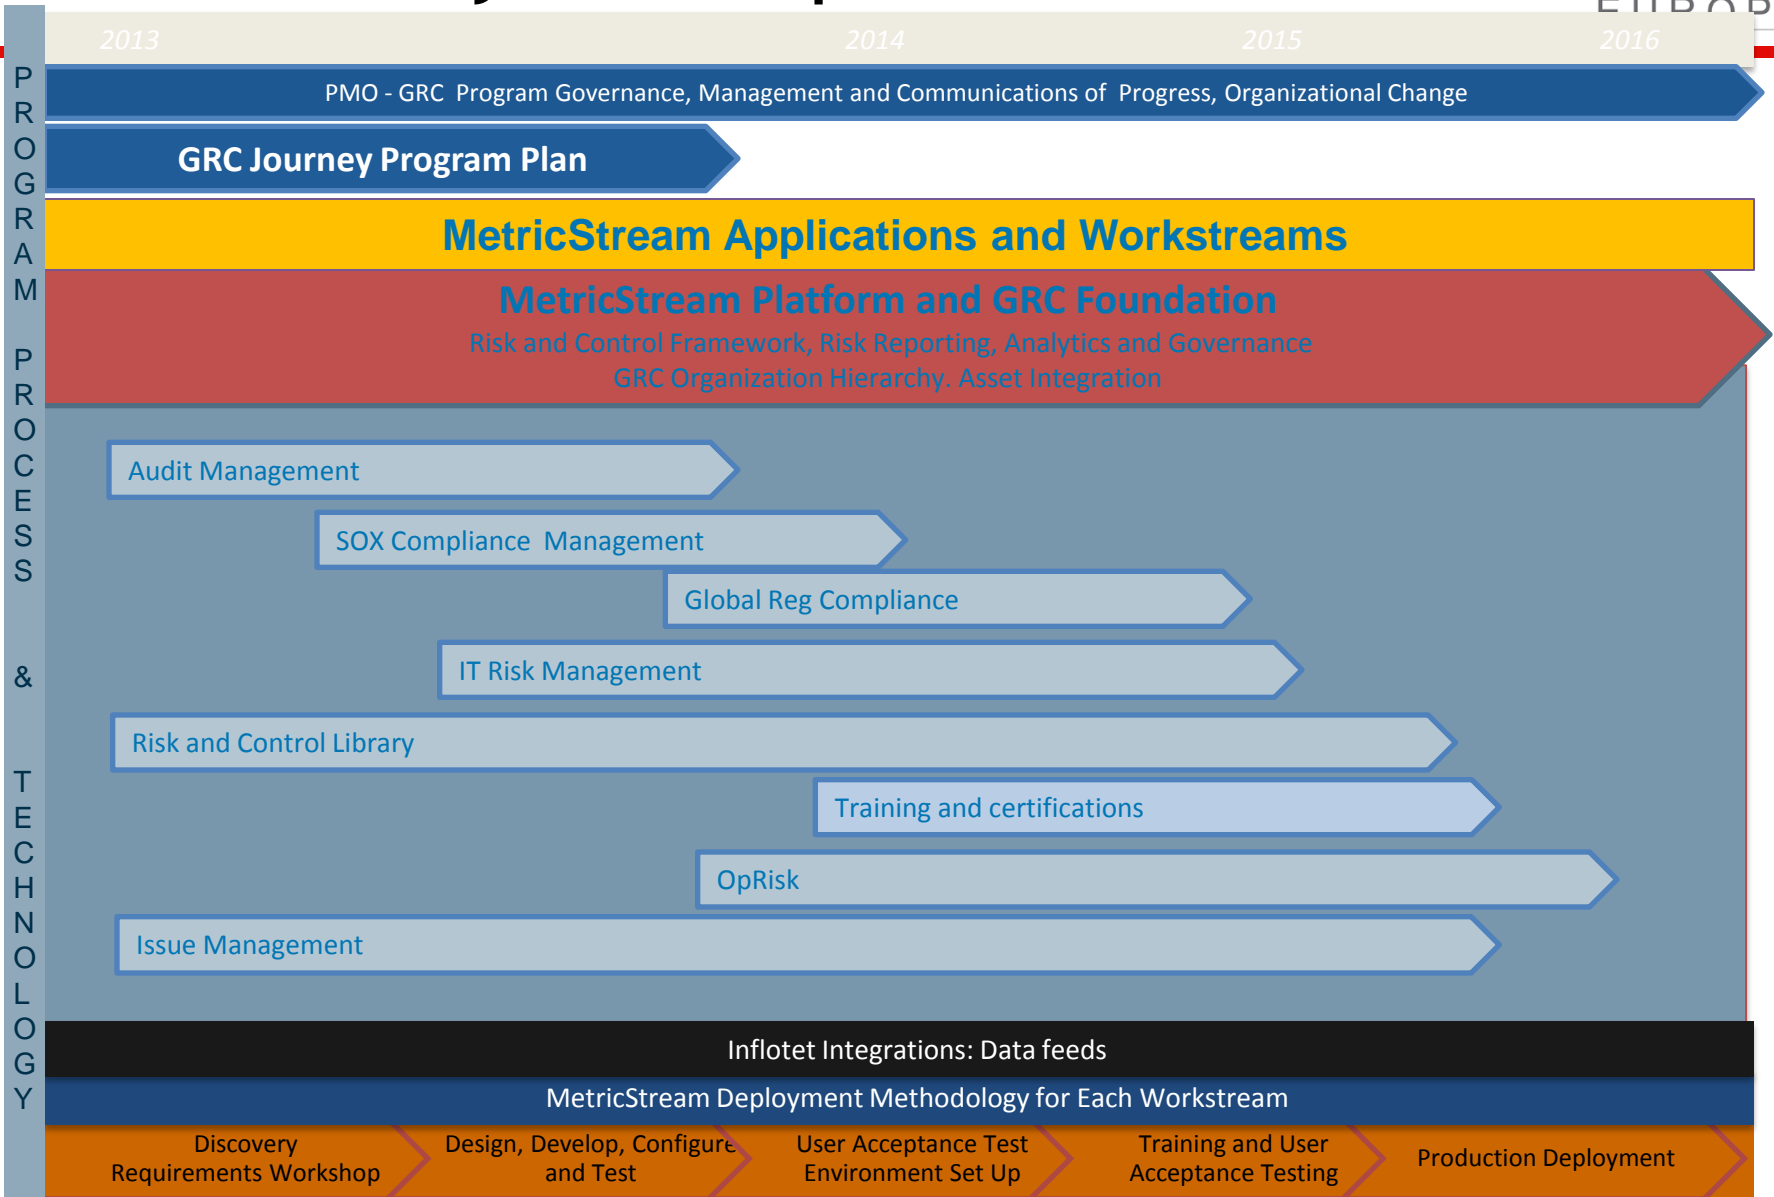 2013 2014 2015 2016
PMO - GRC Program Governance, Management and Communications of Progress, Organizational Change
GRC Journey Program Plan
MetricStream Applications and Workstreams
MetricStream Platform and GRC Foundation
Risk and Control Framework, Risk Reporting, Analytics and Governance
GRC Organization Hierarchy. Asset Integration
PROGRAM PROCESS & TECHNOLOGY
Audit Management
SOX Compliance Management
Global Reg Compliance
IT Risk Management
Risk and Control Library
Training and certifications
OpRisk
Issue Management
Inflotet Integrations: Data feeds
MetricStream Deployment Methodology for Each Workstream
Discovery
Requirements Workshop
Design, Develop, Configure
and Test
User Acceptance Test
Environment Set Up
Training and User
Acceptance Testing
Production Deployment